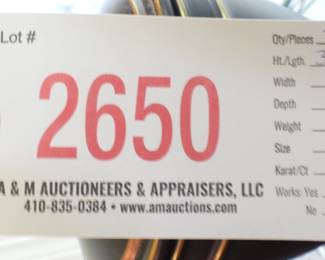 Lot #
2650
A & M AUCTIONEERS & APPRAISERS, LLC
410-835-0384 • www.amauctions.com
Qty/Pieces
Ht./Lgth.
Width
Depth
Weight
Size
Karat/Ct
Works: Yes
No